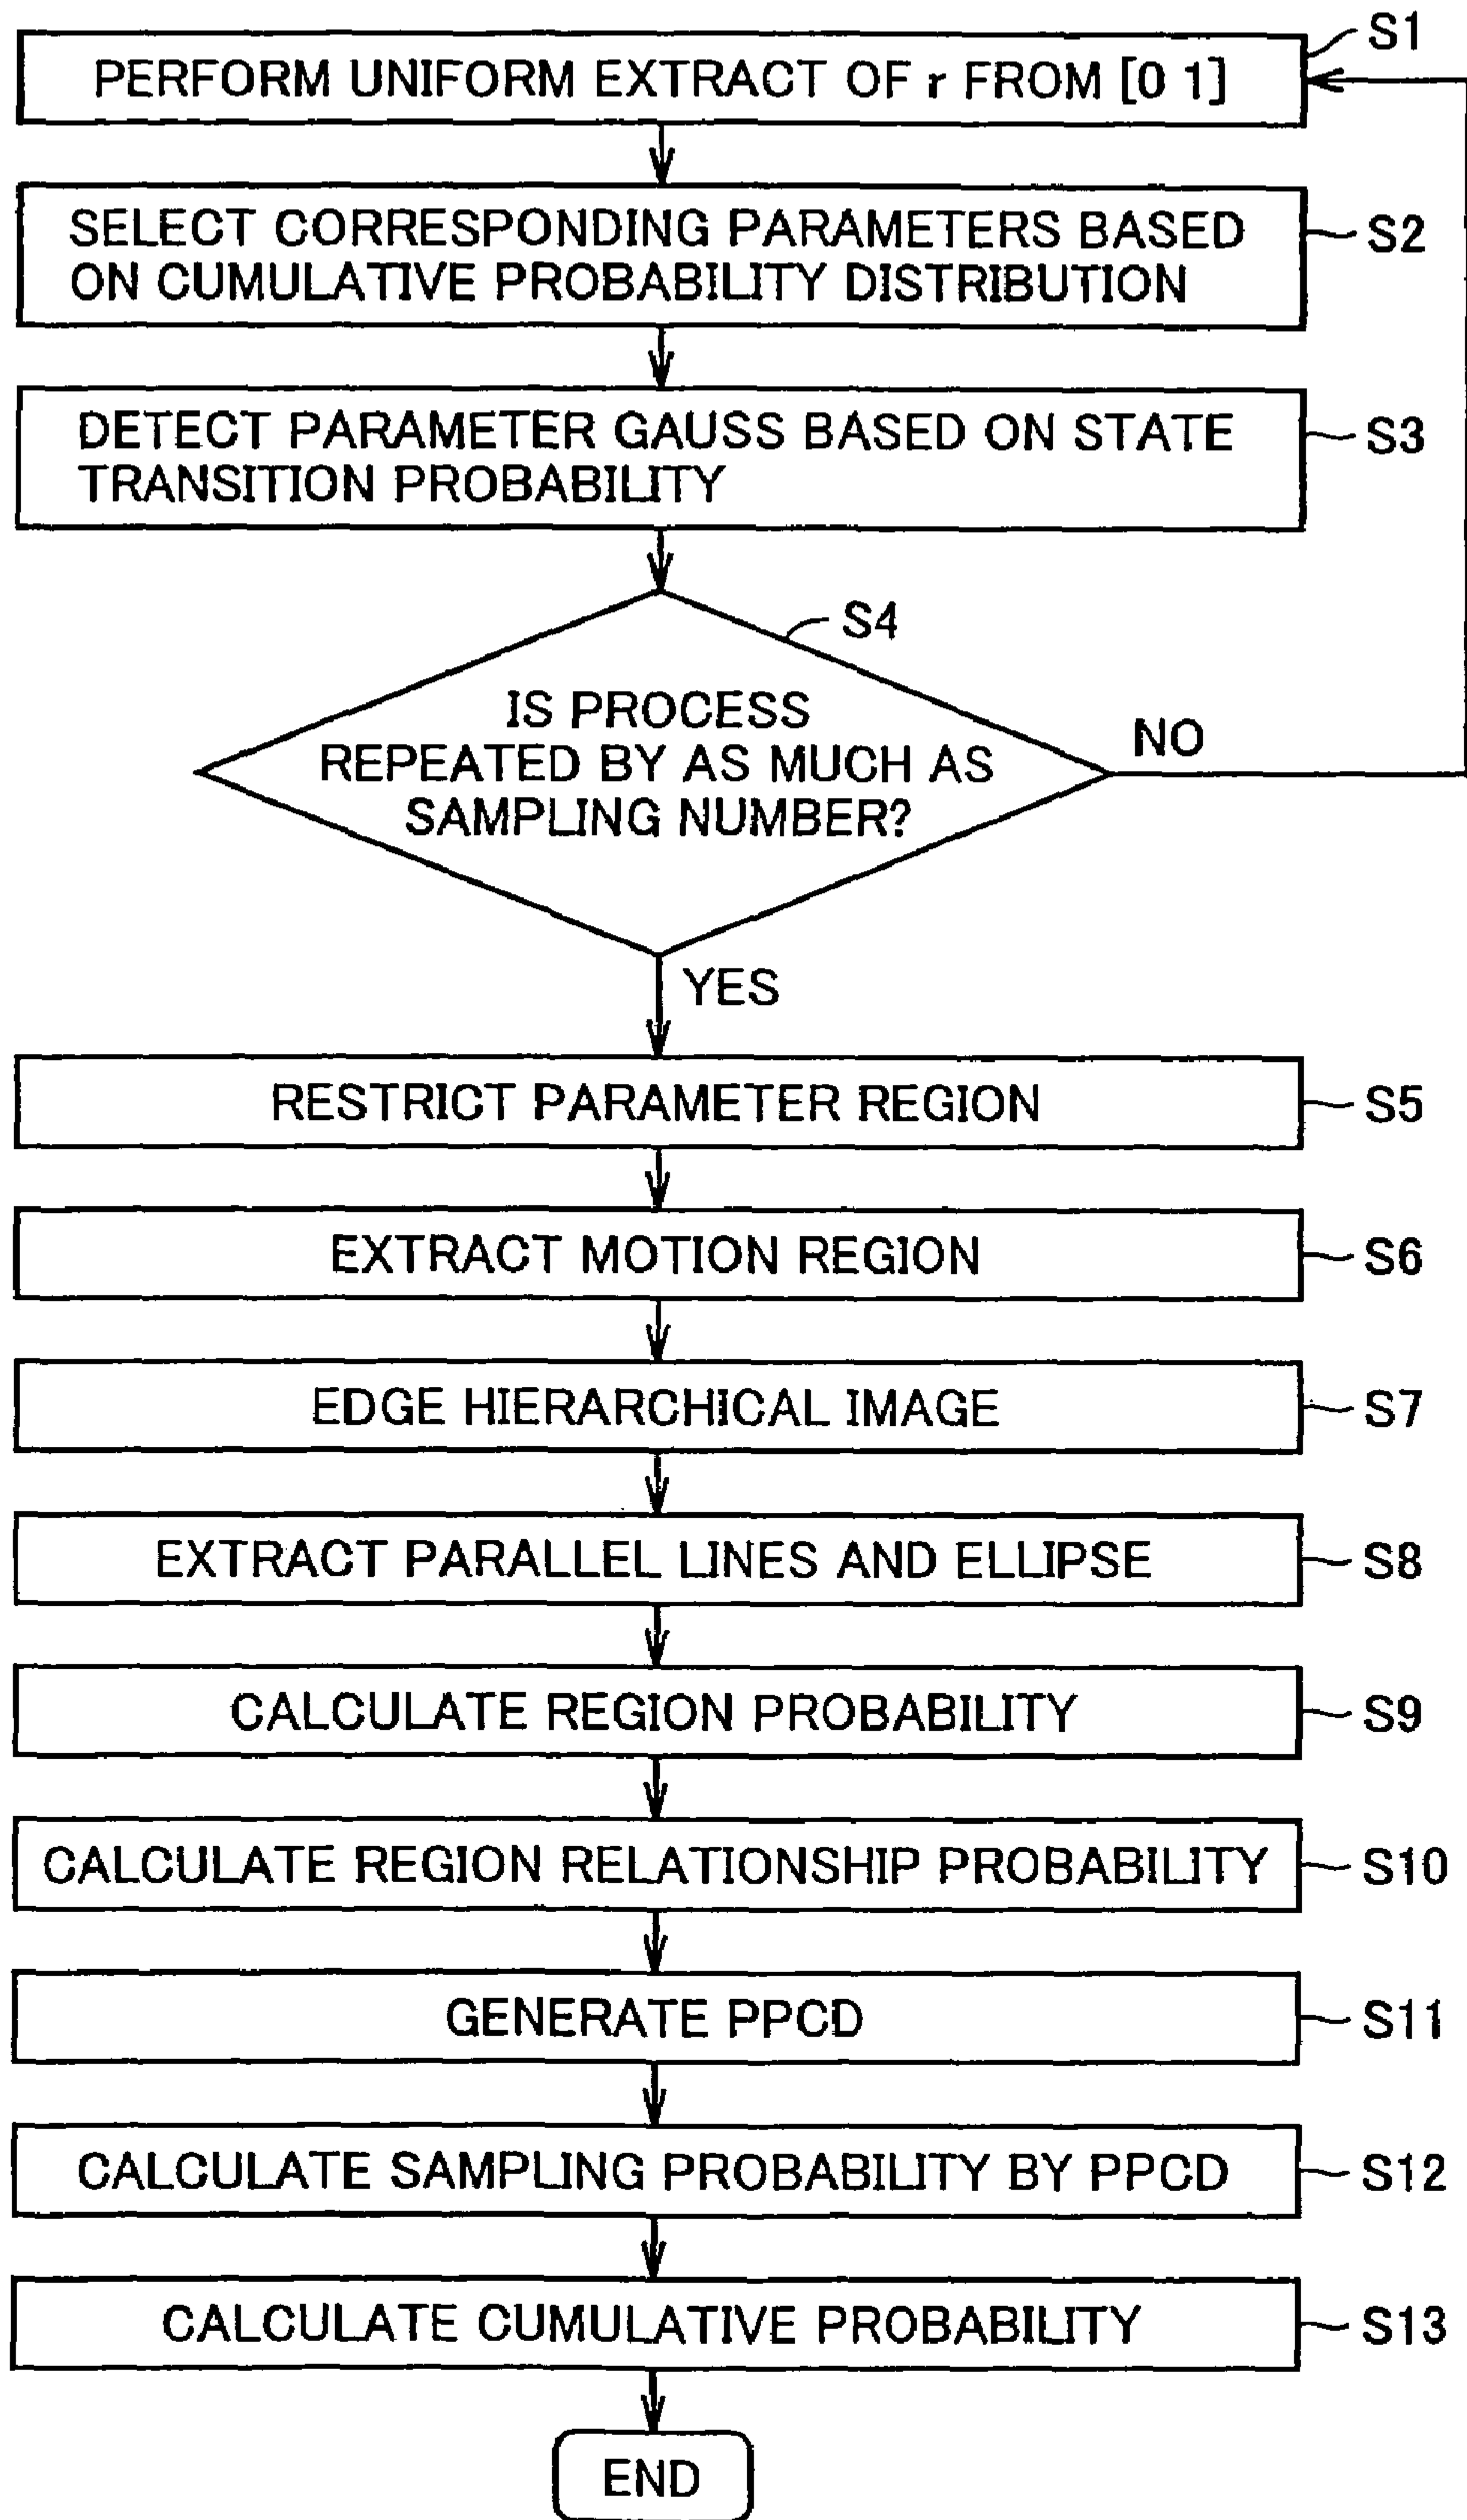 S1
PERFORM UNIFORM EXTRACT OF r FROM [0 1]
SELECT CORRESPONDING PARAMETERS BASED
ON CUMULATIVE PROBABILITY DISTRIBUTION
S2
DETECT PARAMETER GAUSS BASED ON STATE
TRANSITION PROBABILITY
S3
S4
IS PROCESS
REPEATED BY AS MUCH AS
SAMPLING NUMBER?
NO
YES
RESTRICT PARAMETER REGION
S5
EXTRACT MOTION REGION
S6
EDGE HIERARCHICAL IMAGE
S7
EXTRACT PARALLEL LINES AND ELLIPSE
S8
CALCULATE REGION PROBABILITY
S9
CALCULATE REGION RELATIONSHIP PROBABILITY
S10
GENERATE PPCD
S11
CALCULATE SAMPLING PROBABILITY BY PPCD
S12
CALCULATE CUMULATIVE PROBABILITY
S13
END